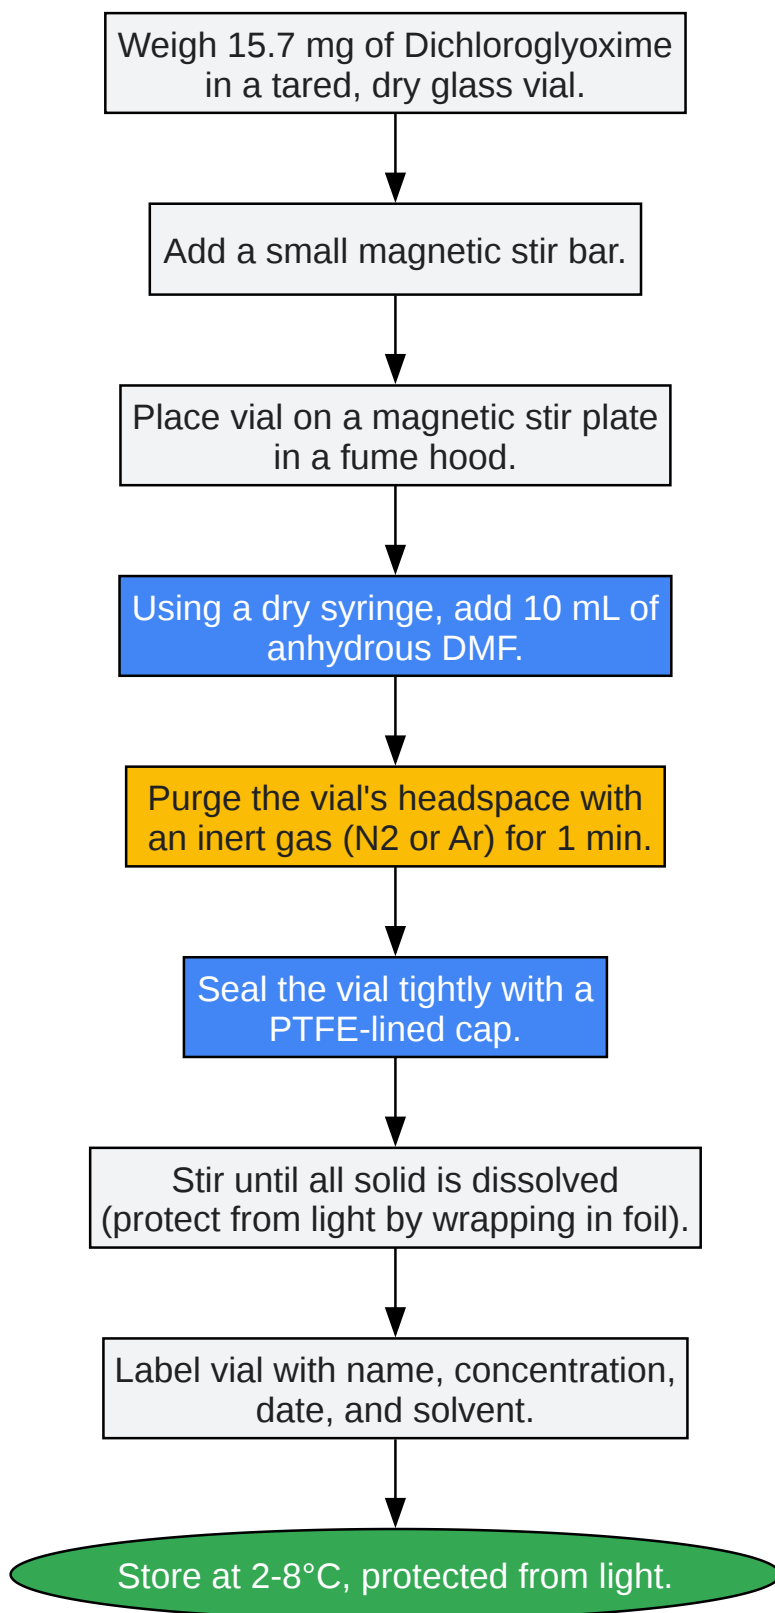 Weigh 15.7 mg of Dichloroglyoxime
in a tared, dry glass vial.
Add a small magnetic stir bar.
Place vial on a magnetic stir plate
in a fume hood.
Using a dry syringe, add 10 mL of
anhydrous DMF.
Purge the vial's headspace with
an inert gas (N2 or Ar) for 1 min.
Seal the vial tightly with a
PTFE-lined cap.
Stir until all solid is dissolved
(protect from light by wrapping in foil).
Label vial with name, concentration,
date, and solvent.
Store at 2-8°C, protected from light.